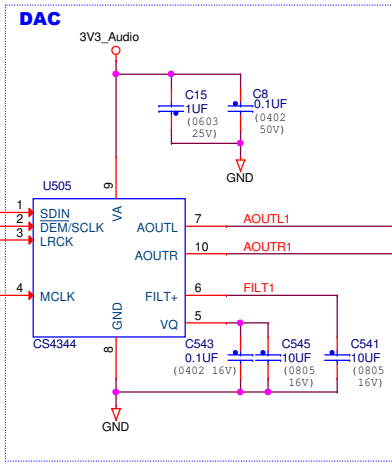 DAC
3V3_Audio
C15
1UF
(0603
25V)
C8
0.1UF
(0402
50V)
GND
U505
9
VA
1
SDIN
2
DEM/SCLK
3
LRCK
4
MCLK
AOUTL
7
AOUTL1
AOUTR
10
AOUTR1
FILT+
6
FILT1
VQ
5
GND
8
CS4344
C543
0.1UF
(0402 16V)
C545
10UF
(0805
16V)
C541
10UF
(0805
16V)
GND